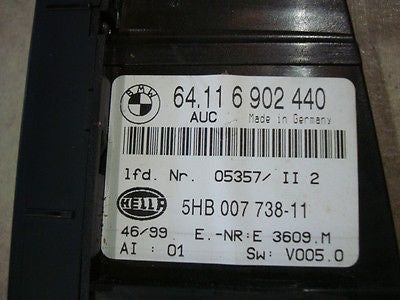 BMW
64.11 6 902 440
AUC Made in Germany
lfd. Nr. 05357/ II 2
HELLA 5HB 007 738-11
46/99 E.-NR:E 3609.M
AI : 01 SW: V005.0